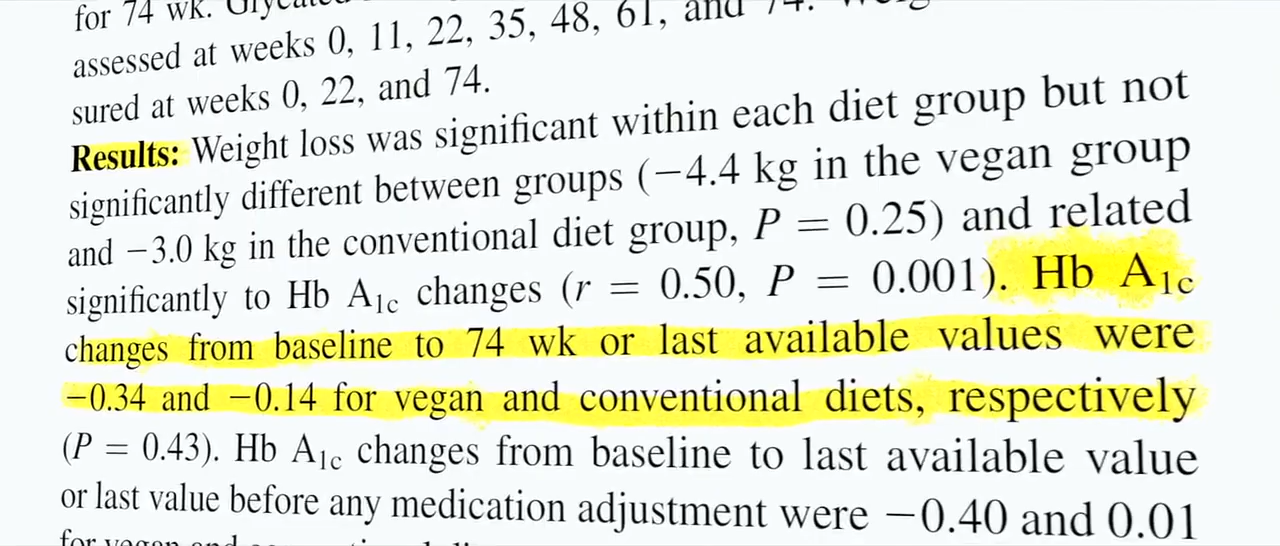 for 74 wk.
assessed at weeks 0, 11, 22, 35, 48, 61, and 74.
sured at weeks 0, 22, and 74.
Results: Weight loss was significant within each diet group but not
significantly different between groups (−4.4 kg in the vegan group
and −3.0 kg in the conventional diet group, P = 0.25) and related
significantly to Hb A1c changes (r = 0.50, P = 0.001). Hb A1c
changes from baseline to 74 wk or last available values were
−0.34 and −0.14 for vegan and conventional diets, respectively
(P = 0.43). Hb A1c changes from baseline to last available value
or last value before any medication adjustment were −0.40 and 0.01
for vegan and